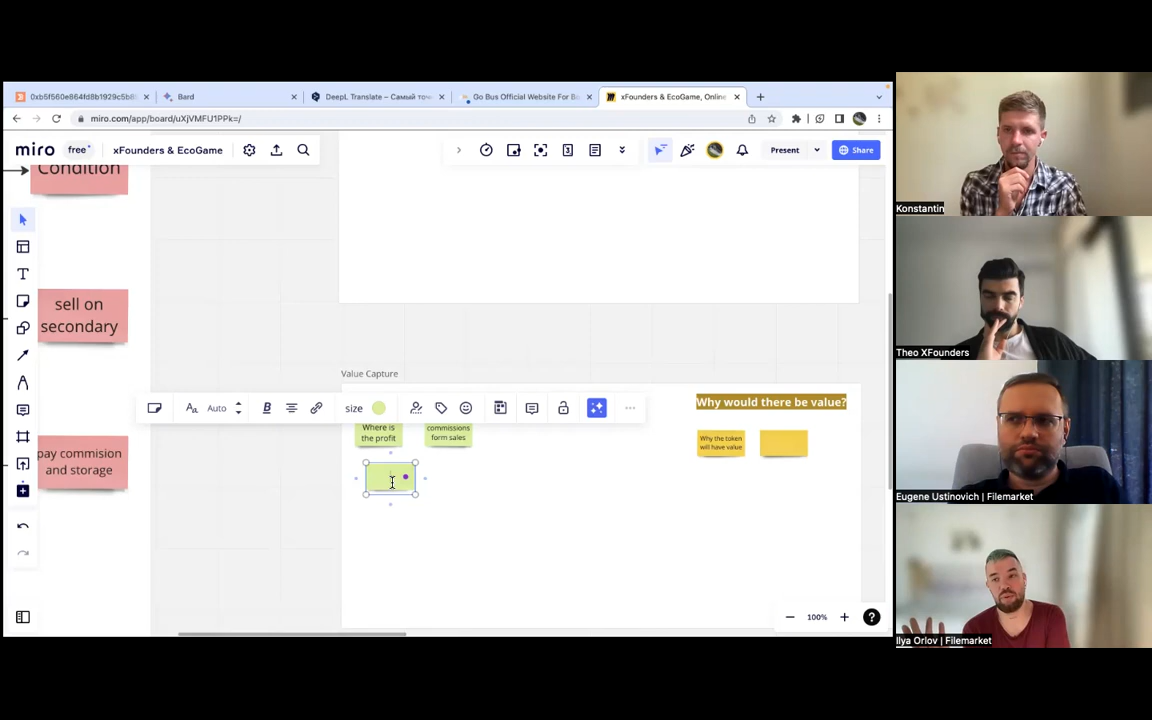 0xb5f560e864fd8b1929c5b8
Bard
DeepL Translate – Самый точ
Go Bus Official Website For B
xFounders & EcoGame, Online
miro.com/app/board/uXjVMFU1PPk=/
miro
free
xFounders & EcoGame
3
Present
Share
Condition
sell on
secondary
pay commision
and storage
Value Capture
Auto
B
size
Where is
the profit
commissions
form sales
Why would there be value?
Why the token
will have value
100%
Konstantin
Theo XFounders
Eugene Ustinovich | Filemarket
Ilya Orlov | Filemarket